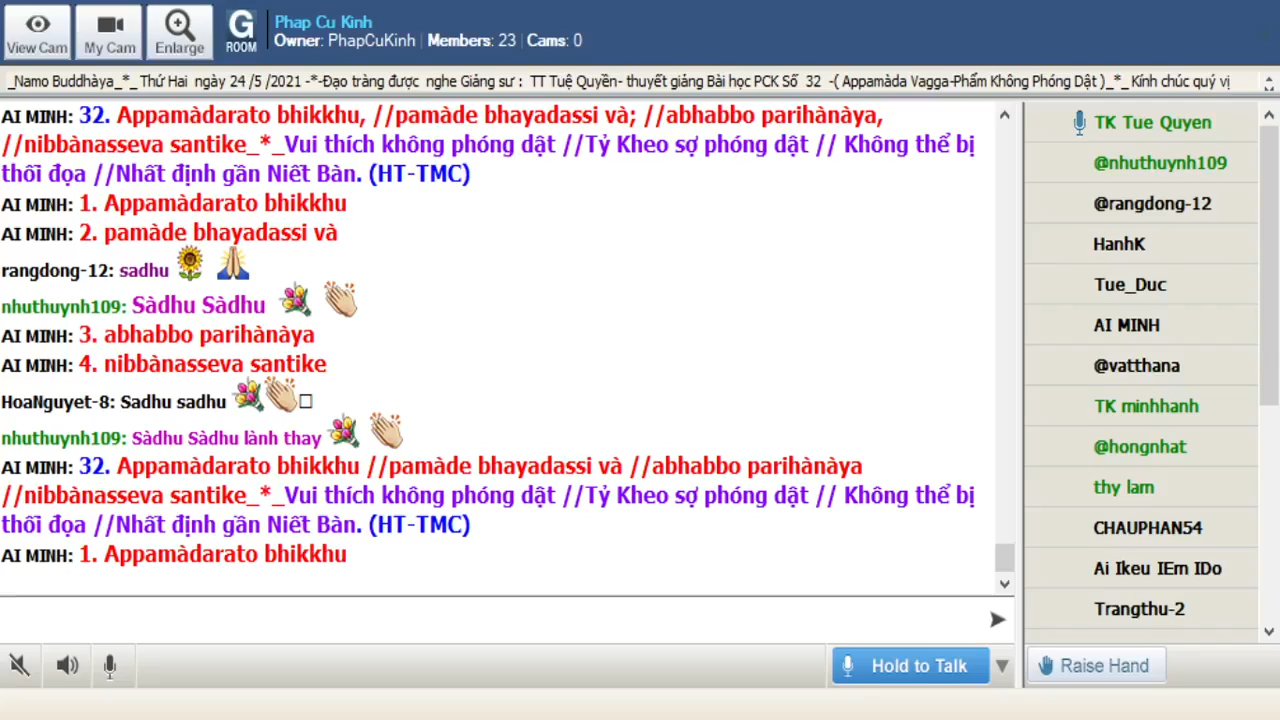 Phap Cu Kinh
Owner: PhapCuKinh | Members: 23 | Cams: 0
View Cam
My Cam
Enlarge
G
ROOM
_Namo Buddhàya_*_ Thứ Hai  ngày 24 /5 /2021 -*-Đạo tràng được  nghe Giảng sư :  TT Tuệ Quyền- thuyết giảng Bài học PCK Số  32  -( Appamàda Vagga-Phẩm Không Phóng Dật )_*_ Kính chúc quý vị
AI MINH: 32. Appamàdarato bhikkhu, //pamàde bhayadassi và; //abhabbo parihànàya,
//nibbànasseva santike_*_Vui thích không phóng dật //Tỷ Kheo sợ phóng dật // Không thể bị
thối đọa //Nhất định gần Niết Bàn. (HT-TMC)
AI MINH: 1. Appamàdarato bhikkhu
AI MINH: 2. pamàde bhayadassi và
rangdong-12: sadhu
nhuthuynh109: Sàdhu Sàdhu
AI MINH: 3. abhabbo parihànàya
AI MINH: 4. nibbànasseva santike
HoaNguyet-8: Sadhu sadhu
nhuthuynh109: Sàdhu Sàdhu lành thay
AI MINH: 32. Appamàdarato bhikkhu //pamàde bhayadassi và //abhabbo parihànàya
//nibbànasseva santike_*_Vui thích không phóng dật //Tỷ Kheo sợ phóng dật // Không thể bị
thối đọa //Nhất định gần Niết Bàn. (HT-TMC)
AI MINH: 1. Appamàdarato bhikkhu
TK Tue Quyen
@nhuthuynh109
@rangdong-12
HanhK
Tue_Duc
AI MINH
@vatthana
TK minhhanh
@hongnhat
thy lam
CHAUPHAN54
Ai Ikeu IEm IDo
Trangthu-2
Hold to Talk
Raise Hand